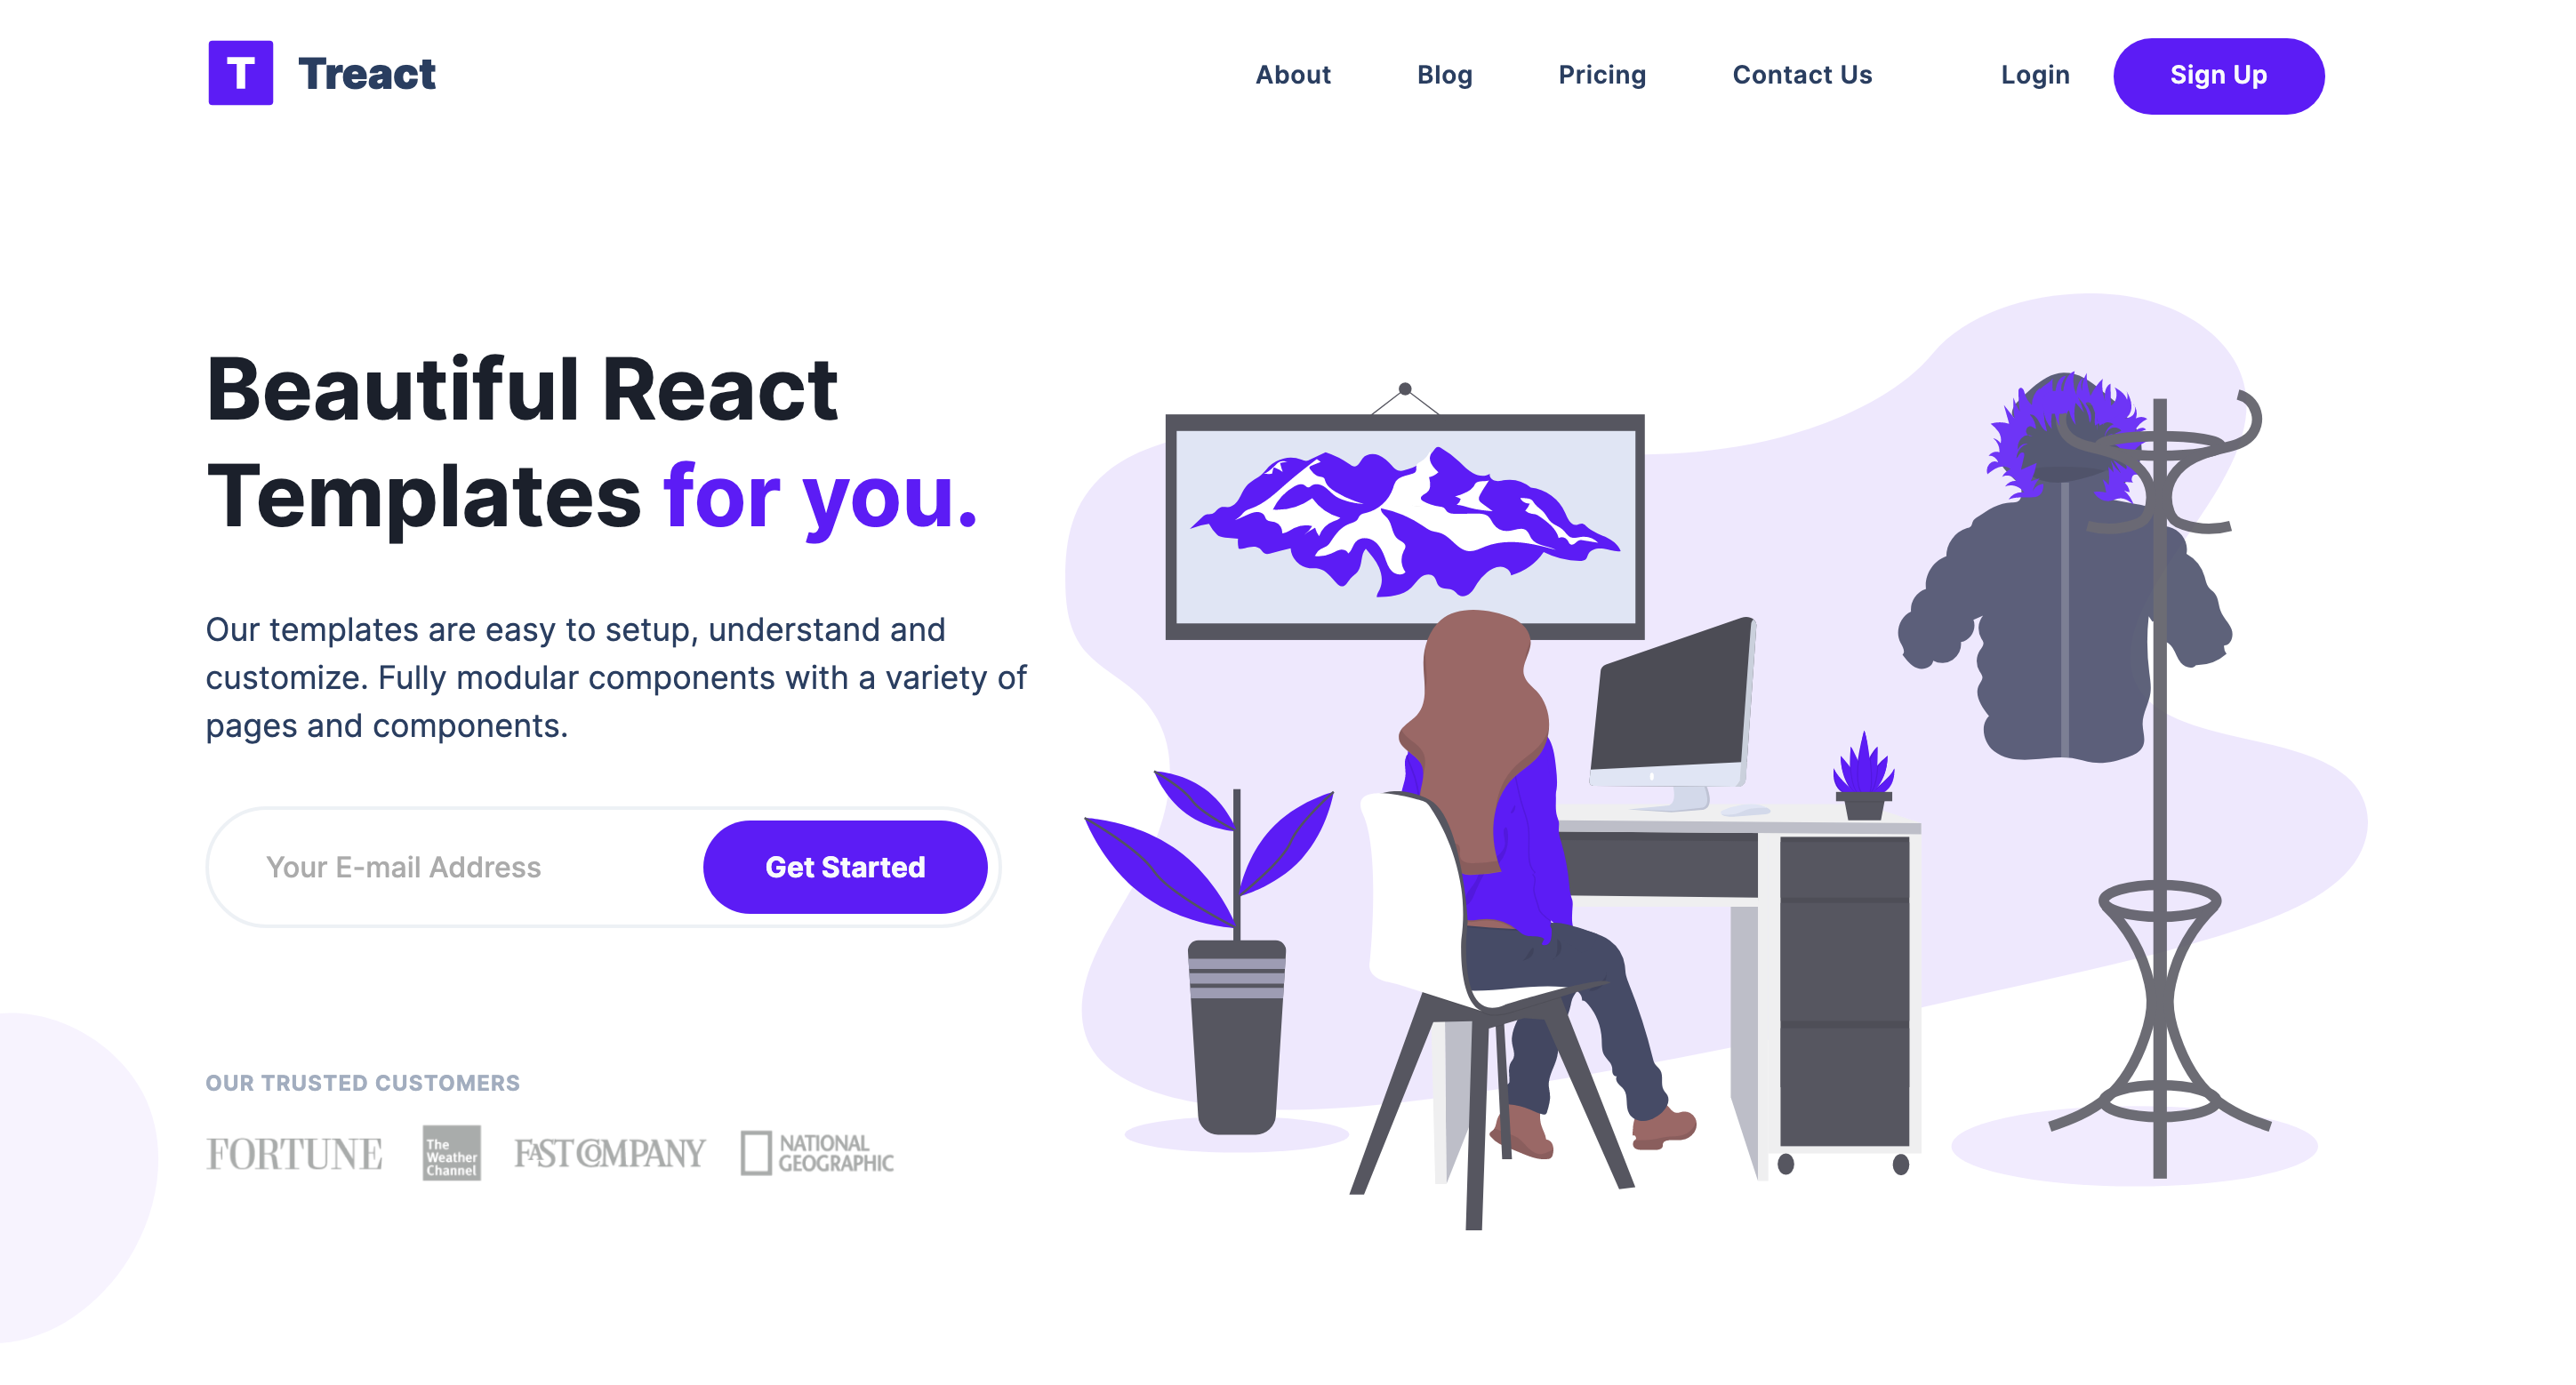 T Treact
About Blog Pricing Contact Us Login Sign Up
Beautiful React
Templates for you.
Our templates are easy to setup, understand and
customize. Fully modular components with a variety of
pages and components.
Your E-mail Address Get Started
OUR TRUSTED CUSTOMERS
FORTUNE
The
Weather
Channel
FAST COMPANY
NATIONAL
GEOGRAPHIC